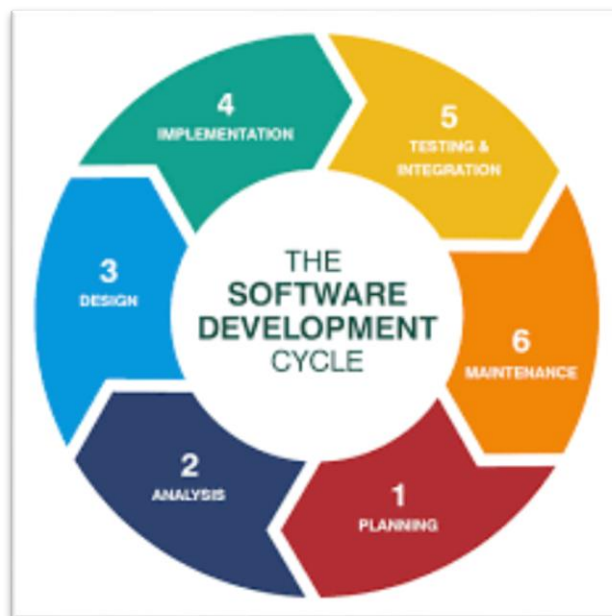 THE
SOFTWARE
DEVELOPMENT
CYCLE
1
PLANNING
2
ANALYSIS
3
DESIGN
4
IMPLEMENTATION
5
TESTING &
INTEGRATION
6
MAINTENANCE